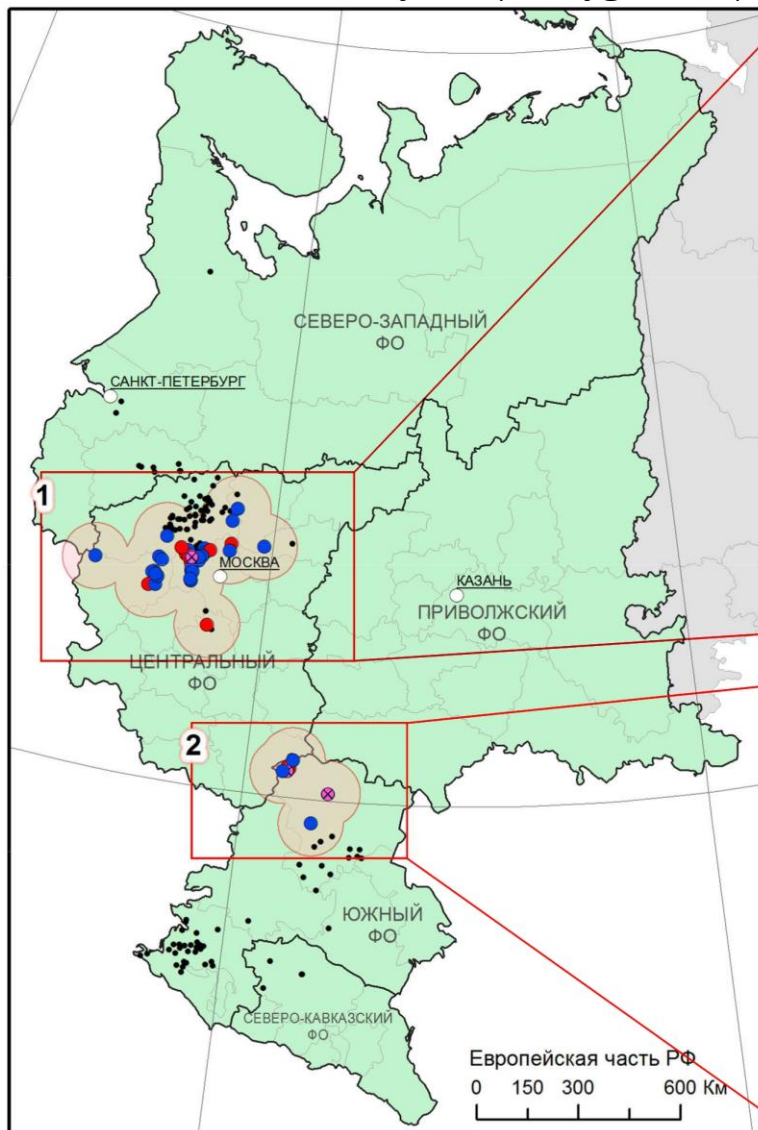 СЕВЕРО-ЗАПАДНЫЙ
ФО
САНКТ-ПЕТЕРБУРГ
1
МОСКВА
КАЗАНЬ
ПРИВОЛЖСКИЙ
ФО
ЦЕНТРАЛЬНЫЙ
ФО
2
ЮЖНЫЙ
ФО
СЕВЕРО-КАВКАЗСКИЙ
ФО
Европейская часть РФ
0 150 300 600 Км